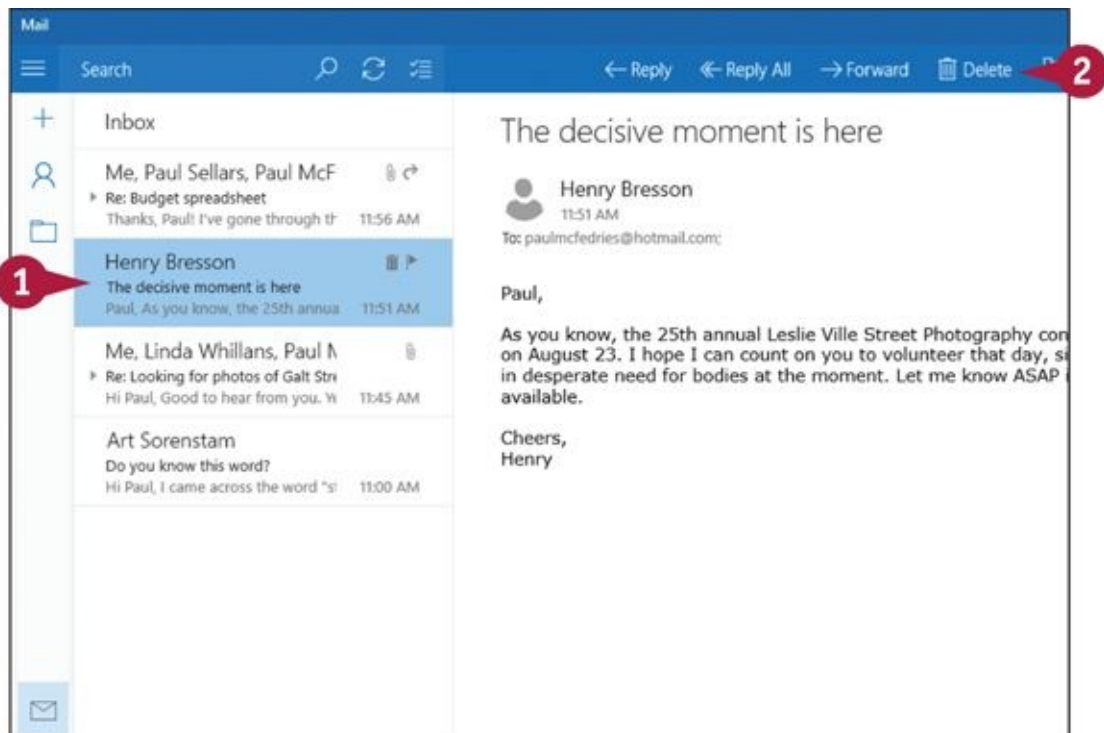 Mail
Search
Reply
Reply All
Forward
Delete
2
Inbox
Me, Paul Sellars, Paul McF
Re: Budget spreadsheet
Thanks, Paul! I've gone through th
11:56 AM
1
Henry Bresson
The decisive moment is here
Paul, As you know, the 25th annua
11:51 AM
Me, Linda Whillans, Paul M
Re: Looking for photos of Galt Stre
Hi Paul, Good to hear from you. Ye
11:45 AM
Art Sorenstam
Do you know this word?
Hi Paul, I came across the word "s
11:00 AM
The decisive moment is here
Henry Bresson
11:51 AM
To: paulmcfedries@hotmail.com;
Paul,
As you know, the 25th annual Leslie Ville Street Photography con
on August 23. I hope I can count on you to volunteer that day, si
in desperate need for bodies at the moment. Let me know ASAP
available.
Cheers,
Henry